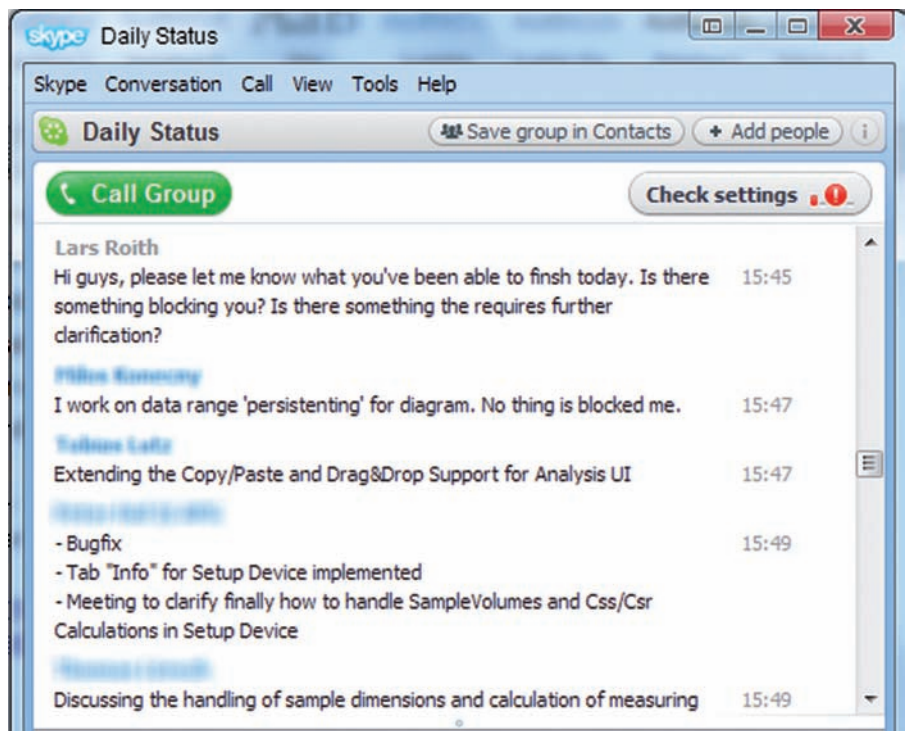 skype Daily Status
Skype Conversation Call View Tools Help
Daily Status Save group in Contacts + Add people i
Call Group Check settings
Lars Roith
Hi guys, please let me know what you've been able to finsh today. Is there 15:45
something blocking you? Is there something the requires further
clarification?
I work on data range 'persistenting' for diagram. No thing is blocked me. 15:47
Extending the Copy/Paste and Drag&Drop Support for Analysis UI 15:47
- Bugfix 15:49
- Tab "Info" for Setup Device implemented
- Meeting to clarify finally how to handle SampleVolumes and Css/Csr
Calculations in Setup Device
Discussing the handling of sample dimensions and calculation of measuring 15:49